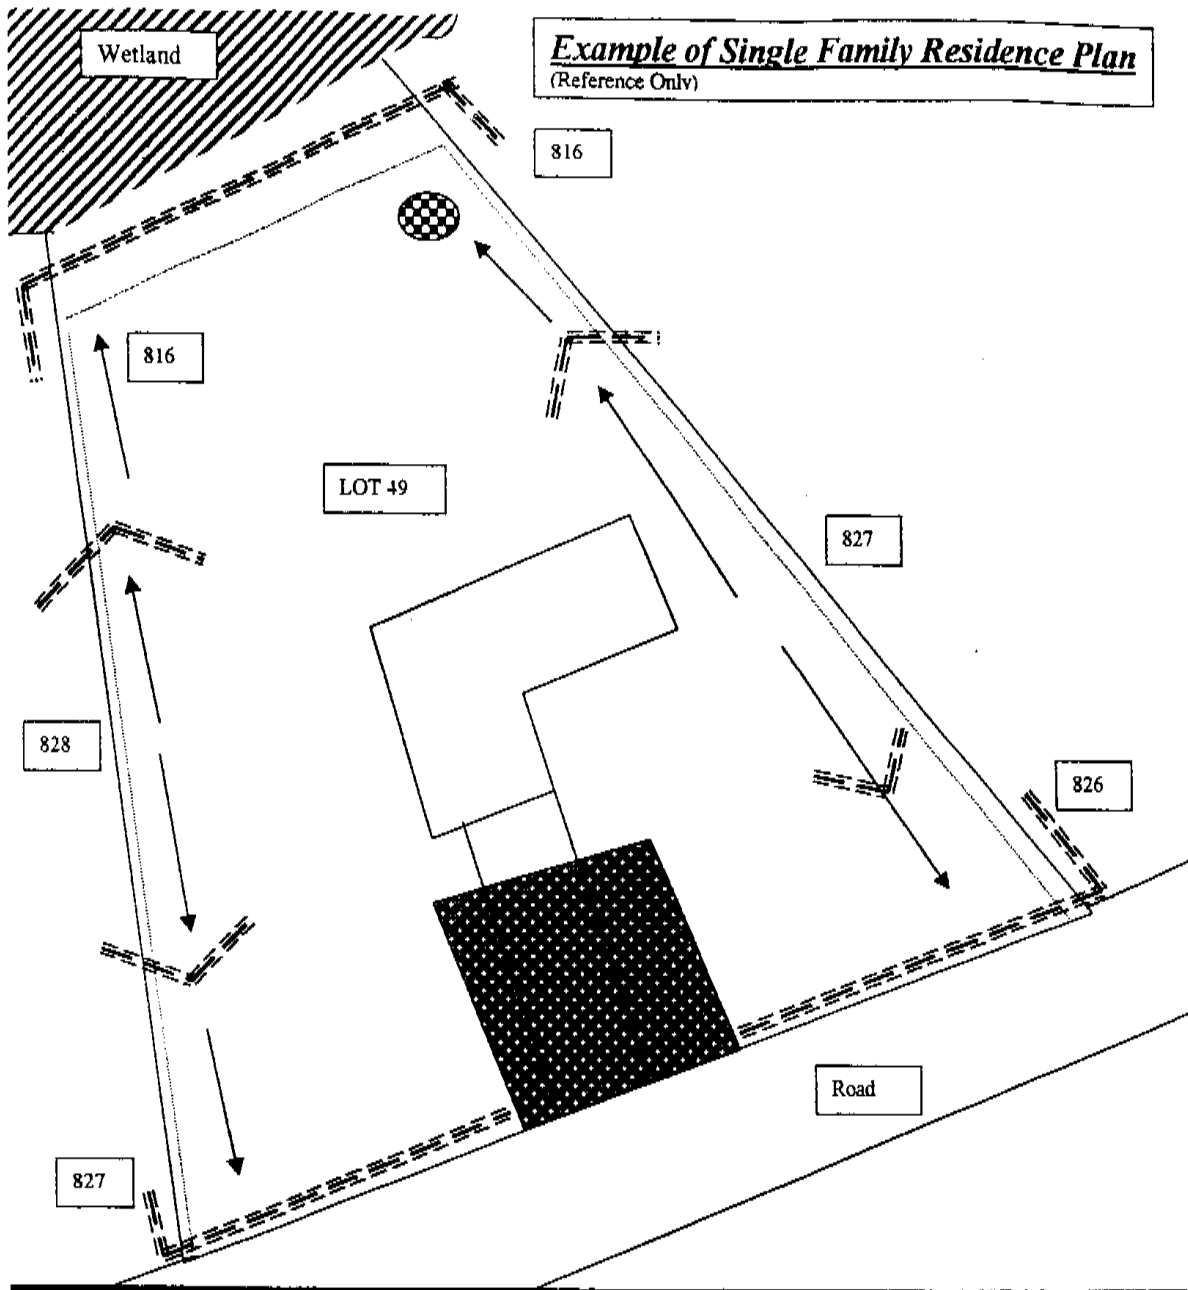 Wetland
Example of Single Family Residence Plan
(Reference Only)
816
816
LOT 49
827
828
826
Road
827